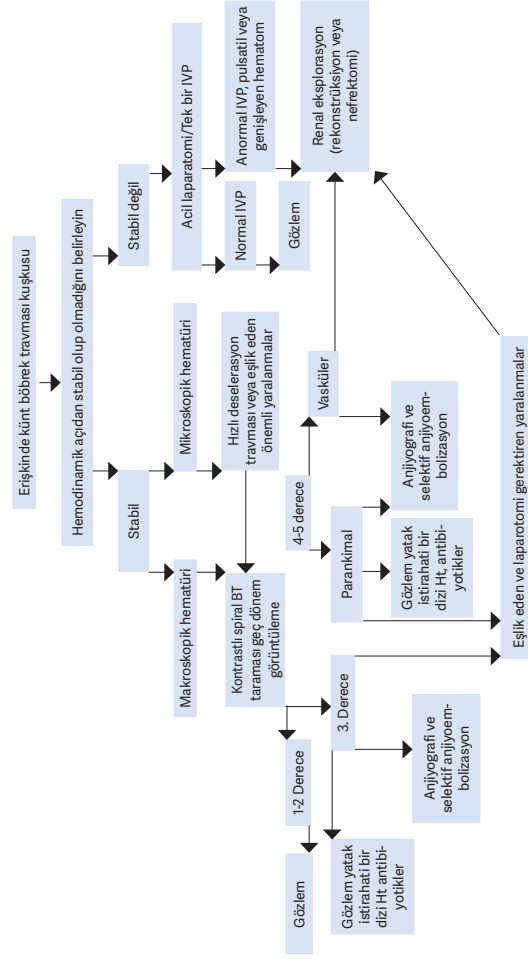 Erişkinde künt böbrek travması kuşkusu
Hemodinamik açıdan stabil olup olmadığını belirleyin
Stabil
Stabil değil
Makroskopik hematüri
Mikroskopik hematüri
Acil laparatomi/Tek bir IVP
Kontrastlı spiral BT
taraması geç dönem
görüntüleme
Hızlı deselerasyon
travması veya eşlik eden
önemli yaralanmalar
Normal IVP
Anormal IVP, pulsatil veya
genişleyen hematom
Gözlem
Renal eksplorasyon
(rekonstrüksiyon veya
nefrektomi)
1-2 Derece
4-5 derece
Gözlem
3. Derece
Parankimal
Vasküler
Gözlem yatak
istirahati bir
dizi Ht antibi-
yotikler
Anjiyografi ve
selektif anjiyoem-
bolizasyon
Gözlem yatak
istirahati bir
dizi Ht, antibi-
yotikler
Anjiyografi ve
selektif anjiyoem-
bolizasyon
Eşlik eden ve laparotomi gerektiren yaralanmalar